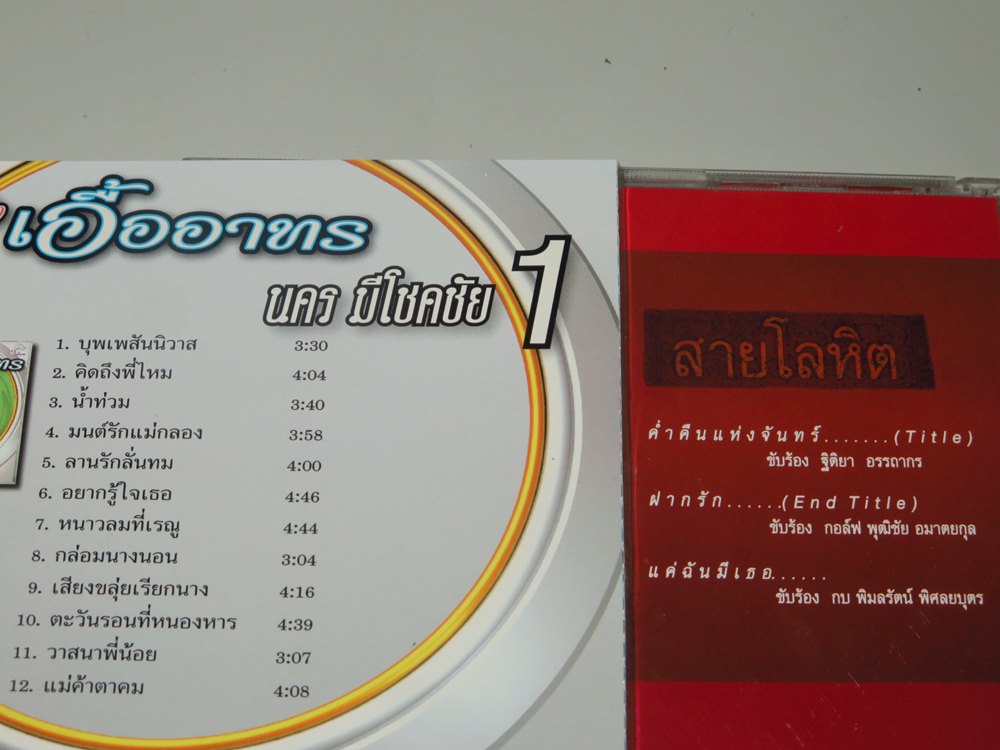 เอื้ออาทร
นคร มีโชคชัย 1
1. บุพเพสันนิวาส 3:30
2. คิดถึงพี่ไหม 4:04
3. น้ำท่วม 3:40
4. มนต์รักแม่กลอง 3:58
5. ลานรักลั่นทม 4:00
6. อยากรู้ใจเธอ 4:46
7. หนาวลมที่เรณู 4:44
8. กล่อมนางนอน 3:04
9. เสียงขลุ่ยเรียกนาง 4:16
10. ตะวันรอนที่หนองหาร 4:39
11. วาสนาพี่น้อย 3:07
12. แม่ค้าตาคม 4:08
สายโลหิต
ค่ำคืนแห่งจันทร์.......(Title)
ขับร้อง ฐิติยา อรรถากร
ฝากรัก......(End Title)
ขับร้อง กอล์ฟ พุฒิชัย อมาตยกุล
แค่ฉันมีเธอ......
ขับร้อง กบ พิมลรัตน์ พิศลยบุตร